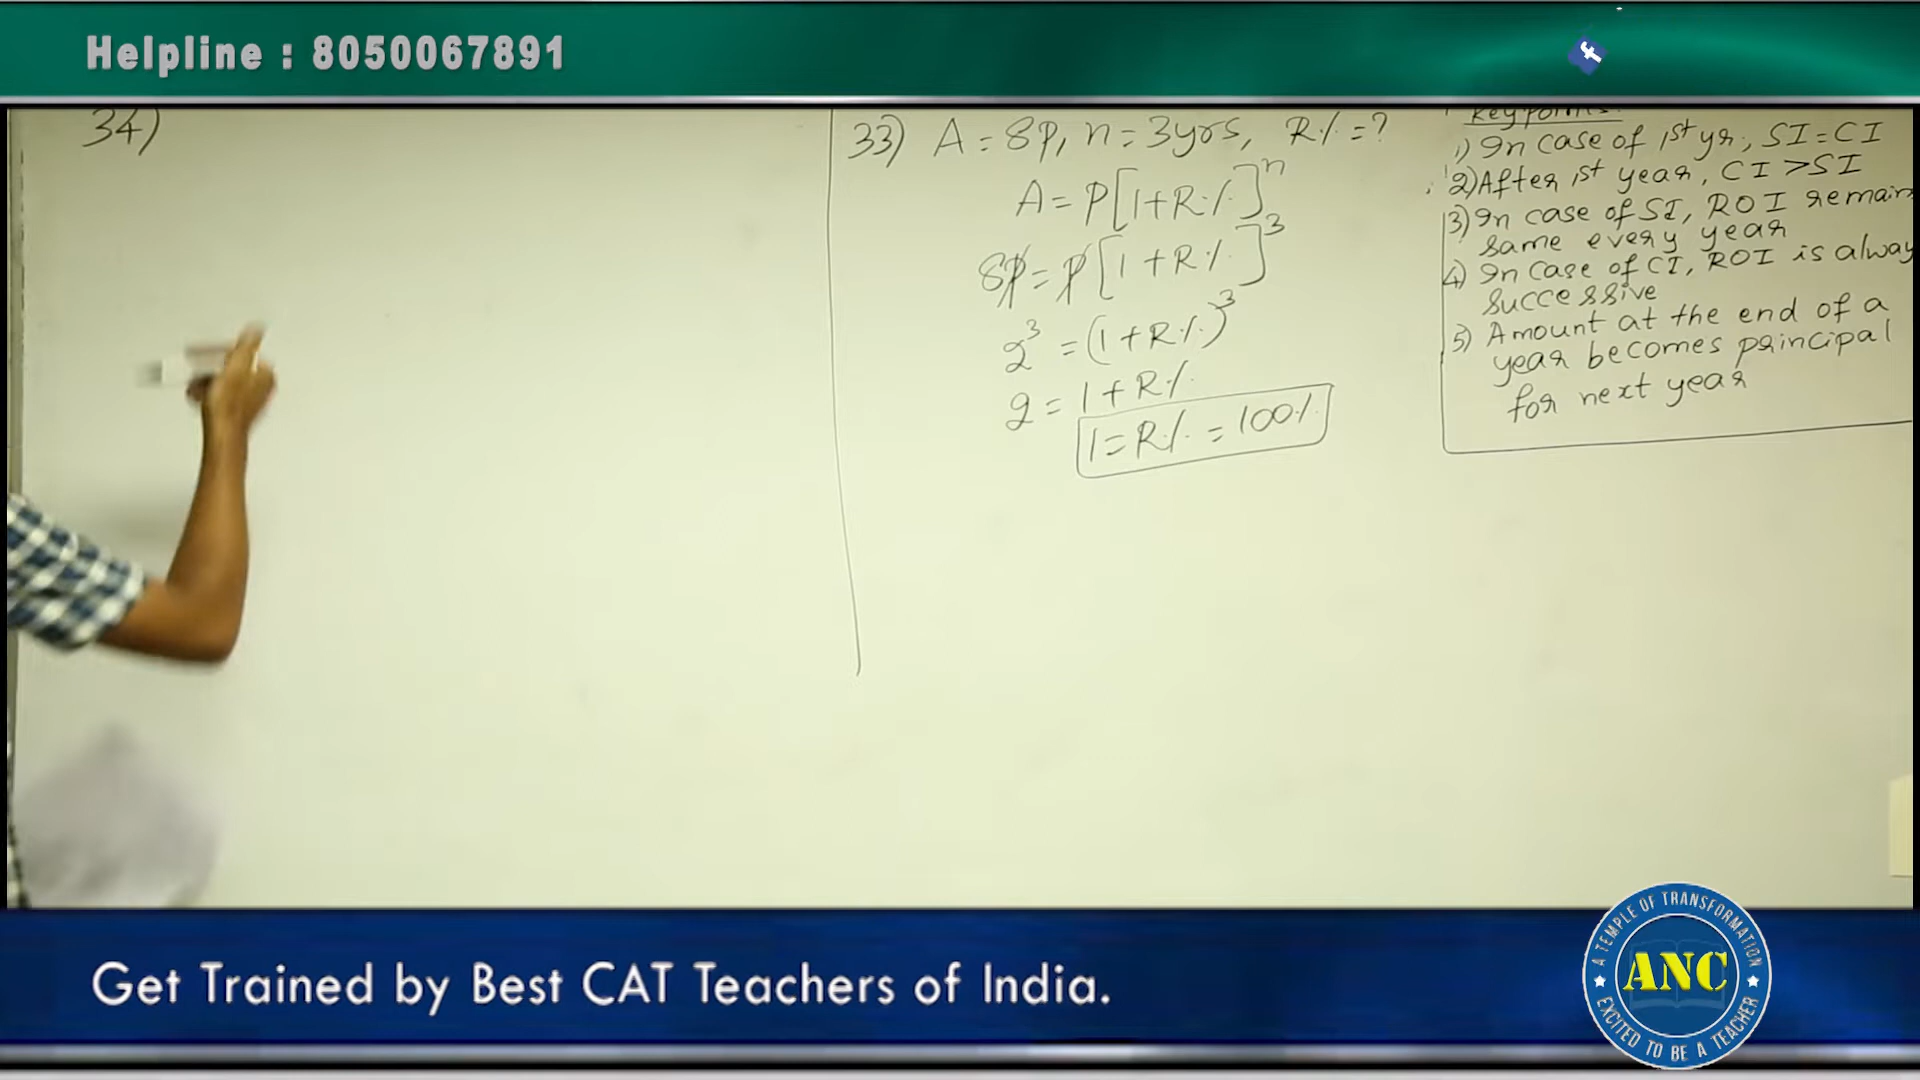 Helpline : 8050067891
34)
33) A = 8P, n = 3yrs, R% = ?
A = P[1+R%]ⁿ
8P = P[1+R%]³
2³ = (1+R%)³
2 = 1+R%
1=R% = 100%
Key points
1) In case of 1st yr, SI = CI
2) After 1st year, CI > SI
3) In case of SI, ROI remain
same every year
4) In case of CI, ROI is alway
successive
5) Amount at the end of a
year becomes principal
for next year
Get Trained by Best CAT Teachers of India.
A TEMPLE OF TRANSFORMATION
ANC
EXCITED TO BE A TEACHER